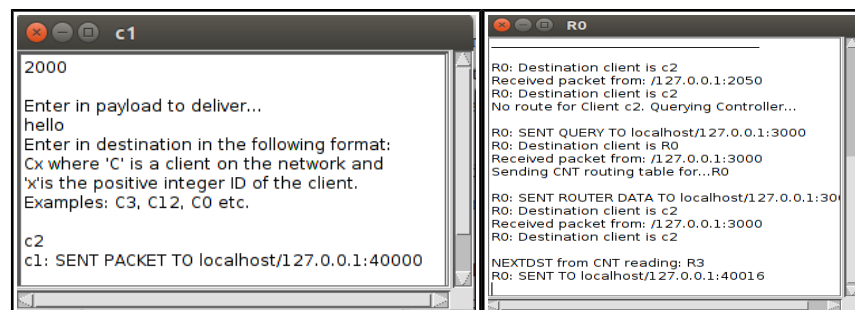 c1
2000
Enter in payload to deliver...
hello
Enter in destination in the following format:
Cx where 'C' is a client on the network and
'x'is the positive integer ID of the client.
Examples: C3, C12, C0 etc.
c2
c1: SENT PACKET TO localhost/127.0.0.1:40000
R0
R0: Destination client is c2
Received packet from: /127.0.0.1:2050
R0: Destination client is c2
No route for Client c2. Querying Controller...
R0: SENT QUERY TO localhost/127.0.0.1:3000
R0: Destination client is R0
Received packet from: /127.0.0.1:3000
Sending CNT routing table for...R0
R0: SENT ROUTER DATA TO localhost/127.0.0.1:30
R0: Destination client is c2
Received packet from: /127.0.0.1:3000
R0: Destination client is c2
NEXTDST from CNT reading: R3
R0: SENT TO localhost/127.0.0.1:40016